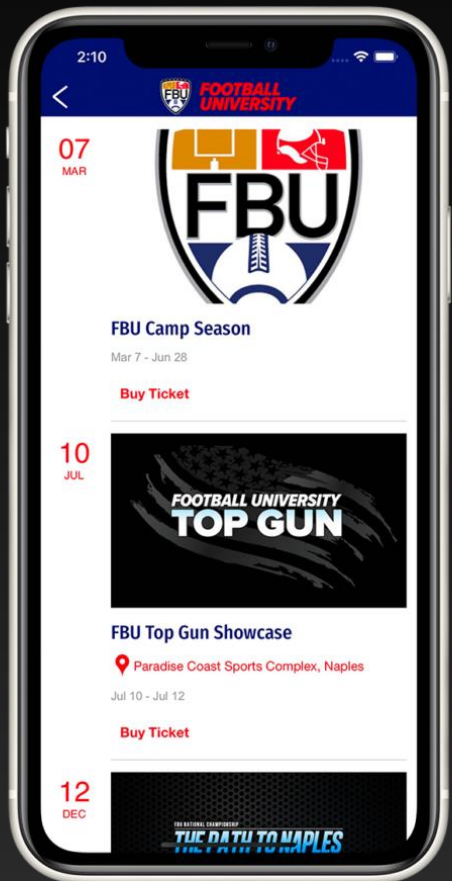 2:10
FBU
FOOTBALL
UNIVERSITY
07
MAR
FBU
FBU Camp Season
Mar 7 - Jun 28
Buy Ticket
10
JUL
FOOTBALL UNIVERSITY
TOP GUN
FBU Top Gun Showcase
Paradise Coast Sports Complex, Naples
Jul 10 - Jul 12
Buy Ticket
12
DEC
FBU NATIONAL CHAMPIONSHIP
THE PATH TO NAPLES